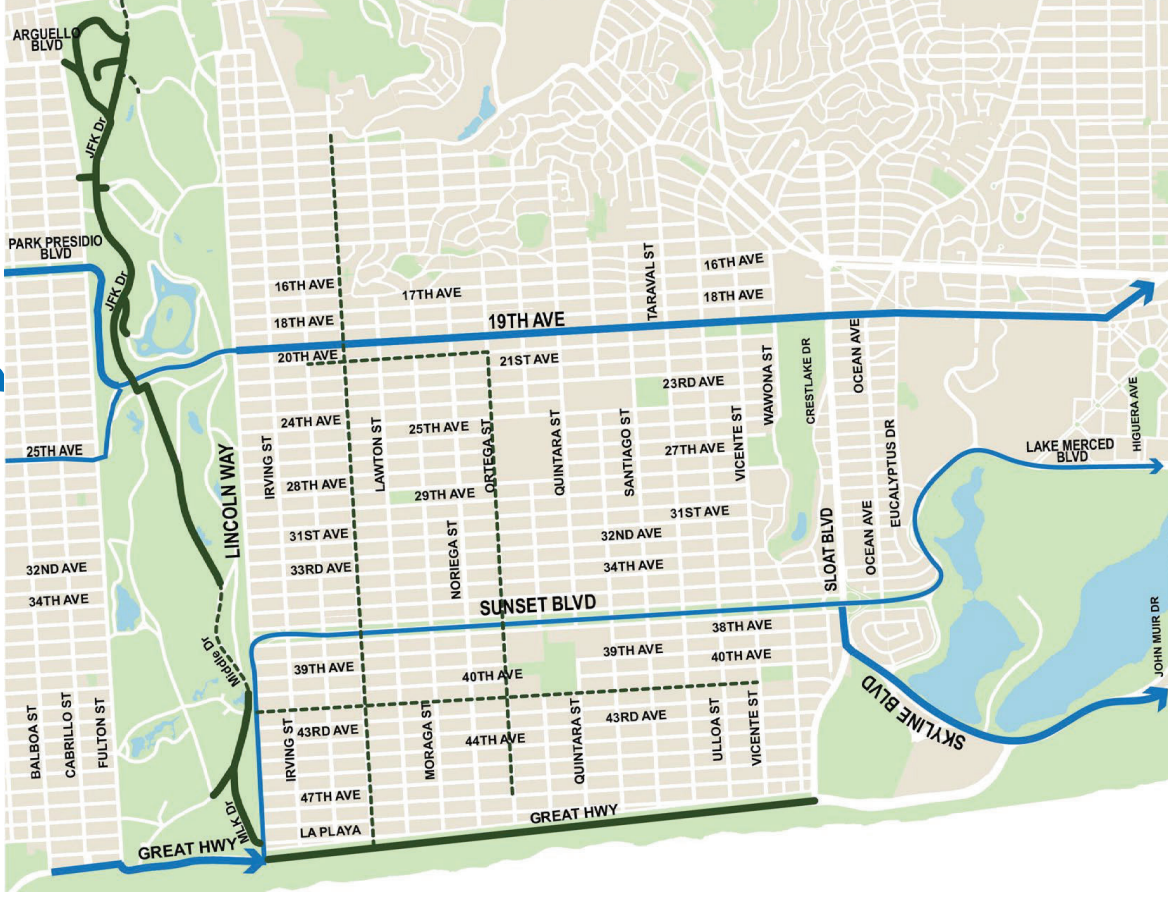 ARGUELLO
BLVD
JFK Dr
PARK PRESIDIO
BLVD
JFK Dr
16TH AVE
17TH AVE
TARAVAL ST
16TH AVE
18TH AVE
18TH AVE
19TH AVE
20TH AVE
21ST AVE
WAWONA ST
CRESTLAKE DR
OCEAN AVE
23RD AVE
HIGUERA AVE
24TH AVE
25TH AVE
25TH AVE
LINCOLN WAY
IRVING ST
LAWTON ST
ORTEGA ST
QUINTARA ST
SANTIAGO ST
27TH AVE
VICENTE ST
EUCALYPTUS DR
LAKE MERCED
BLVD
28TH AVE
29TH AVE
31ST AVE
31ST AVE
32ND AVE
NORIEGA ST
SLOAT BLVD
OCEAN AVE
32ND AVE
33RD AVE
34TH AVE
34TH AVE
SUNSET BLVD
38TH AVE
JOHN MUIR DR
Middle Dr
39TH AVE
39TH AVE
40TH AVE
40TH AVE
SKYLINE BLVD
BALBOA ST
CABRILLO ST
FULTON ST
IRVING ST
43RD AVE
MORAGA ST
44TH AVE
QUINTARA ST
43RD AVE
ULLOA ST
VICENTE ST
47TH AVE
MLK Dr
LA PLAYA
GREAT HWY
GREAT HWY